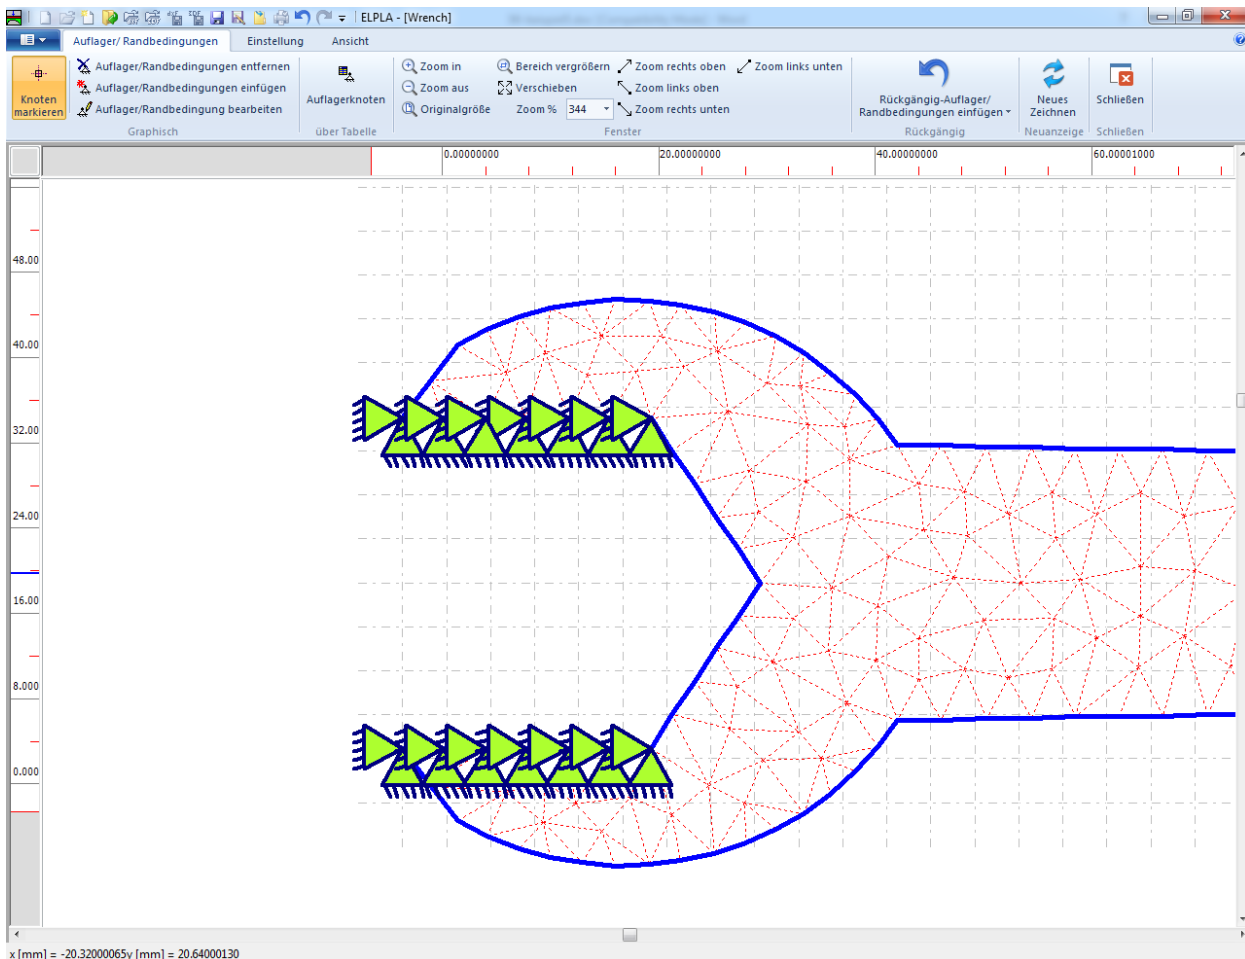 ELPLA - [Wrench]
Auflager/ Randbedingungen Einstellung Ansicht
Knoten markieren
Auflager/Randbedingungen entfernen
Auflager/Randbedingungen einfügen
Auflager/Randbedingung bearbeiten
Graphisch
Auflagerknoten
über Tabelle
Zoom in
Zoom aus
Originalgröße
Bereich vergrößern
Verschieben
Zoom % 344
Zoom rechts oben
Zoom links oben
Zoom rechts unten
Zoom links unten
Fenster
Rückgängig-Auflager/
Randbedingungen einfügen
Rückgängig
Neues
Zeichnen
Neuanzeige
Schließen
Schließen
0.00000000 20.00000000 40.00000000 60.00001000
48.00
40.00
32.00
24.00
16.00
8.000
0.000
x [mm] = -20.32000065y [mm] = 20.64000130